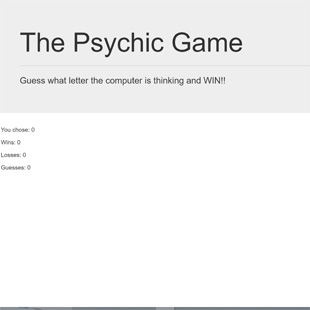 The Psychic Game
Guess what letter the computer is thinking and WIN!!
You chose: 0
Wins: 0
Losses: 0
Guesses: 0